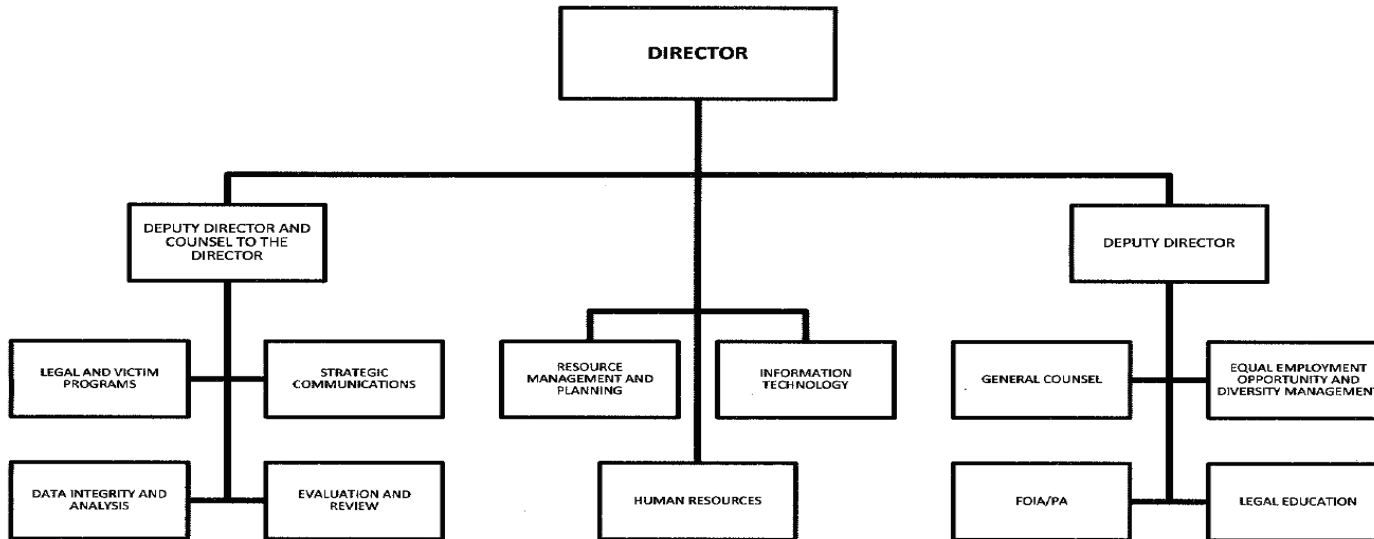 DIRECTOR
DEPUTY DIRECTOR AND
COUNSEL TO THE
DIRECTOR
DEPUTY DIRECTOR
LEGAL AND VICTIM
PROGRAMS
STRATEGIC
COMMUNICATIONS
RESOURCE
MANAGEMENT AND
PLANNING
INFORMATION
TECHNOLOGY
GENERAL COUNSEL
EQUAL EMPLOYMENT
OPPORTUNITY AND
DIVERSITY MANAGEMENT
DATA INTEGRITY AND
ANALYSIS
EVALUATION AND
REVIEW
HUMAN RESOURCES
FOIA/PA
LEGAL EDUCATION